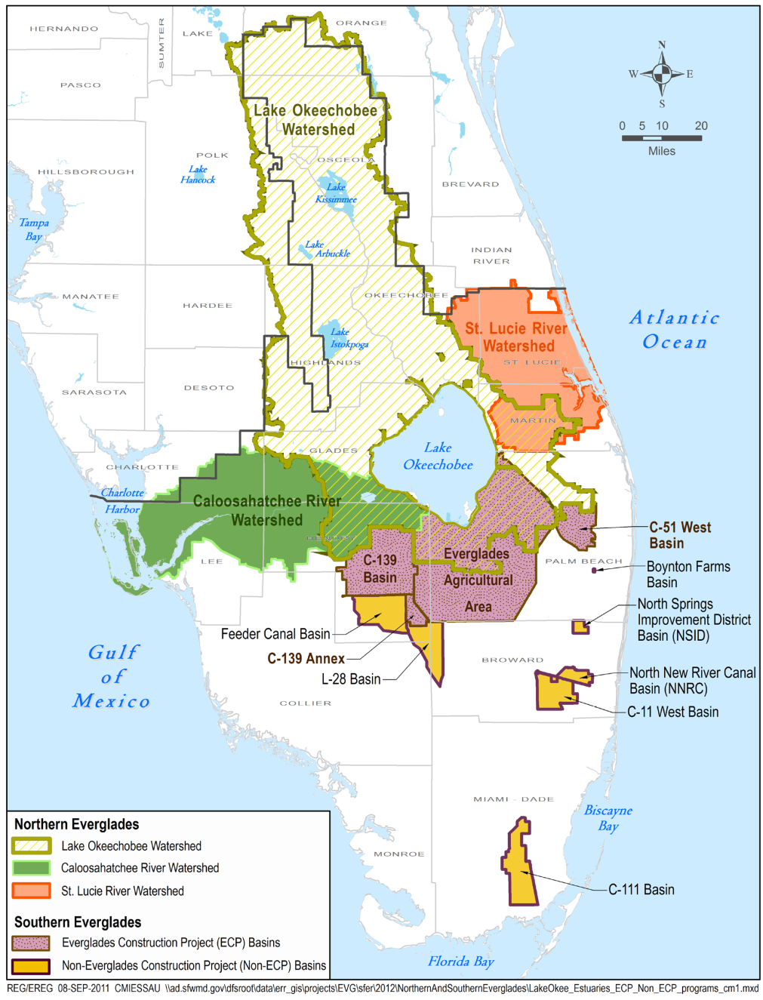 HERNANDO
SUMTER
LAKE
ORANGE
PASCO
N
W
E
S
0 5 10 20
Miles
Lake Okeechobee
Watershed
POLK
OSCEOLA
HILLSBOROUGH
Lake
Hancock
BREVARD
Lake
Kissimmee
Tampa
Bay
Lake
Arbuckle
INDIAN
RIVER
MANATEE
HARDEE
OKEECHOBEE
Atlantic
Ocean
St. Lucie River
Watershed
Lake
Istokpoga
HIGHLANDS
ST LUCIE
SARASOTA
DESOTO
MARTIN
Lake
Okeechobee
GLADES
CHARLOTTE
Charlotte
Harbor
Caloosahatchee River
Watershed
HENDRY
C-51 West
Basin
LEE
C-139
Basin
Everglades
Agricultural
Area
PALM BEACH
Boynton Farms
Basin
North Springs
Improvement District
Basin (NSID)
Feeder Canal Basin
C-139 Annex
L-28 Basin
BROWARD
North New River Canal
Basin (NNRC)
C-11 West Basin
Gulf
of
Mexico
COLLIER
MIAMI - DADE
Biscayne
Bay
MONROE
C-111 Basin
Florida Bay
Northern Everglades
Lake Okeechobee Watershed
Caloosahatchee River Watershed
St. Lucie River Watershed
Southern Everglades
Everglades Construction Project (ECP) Basins
Non-Everglades Construction Project (Non-ECP) Basins
REG/EREG 08-SEP-2011 CMIESSAU \\ad.sfwmd.gov\dfsroot\data\err_gis\projects\EVG\sfer\2012\NorthernAndSouthernEverglades\LakeOkee_Estuaries_ECP_Non_ECP_programs_cm1.mxd